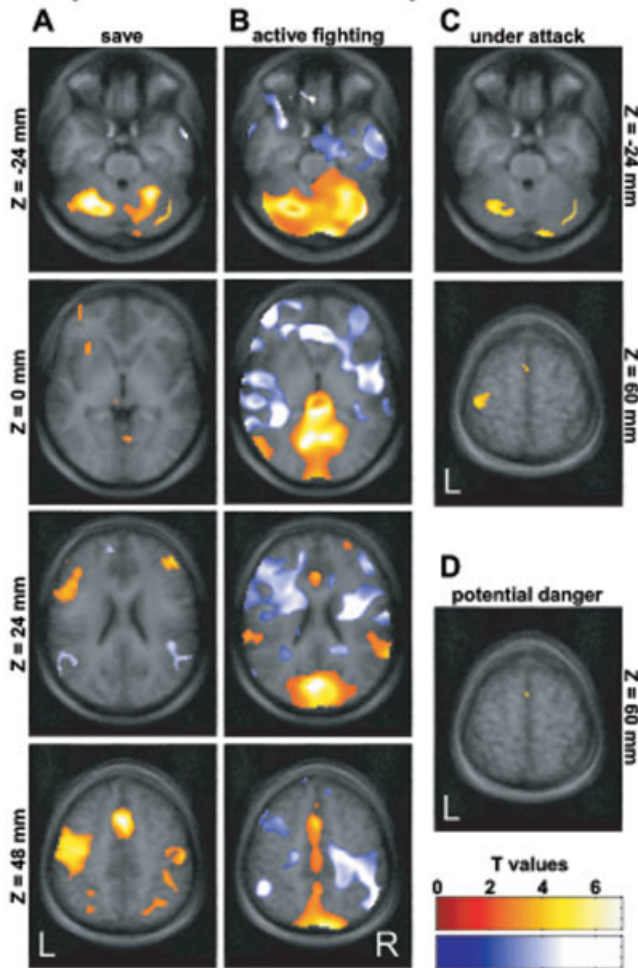 A
save
B
active fighting
C
under attack
Z = -24 mm
Z = -24 mm
Z = 0 mm
Z = 60 mm
L
Z = 24 mm
D
potential danger
Z = 60 mm
L
Z = 48 mm
L
R
T values
0 2 4 6